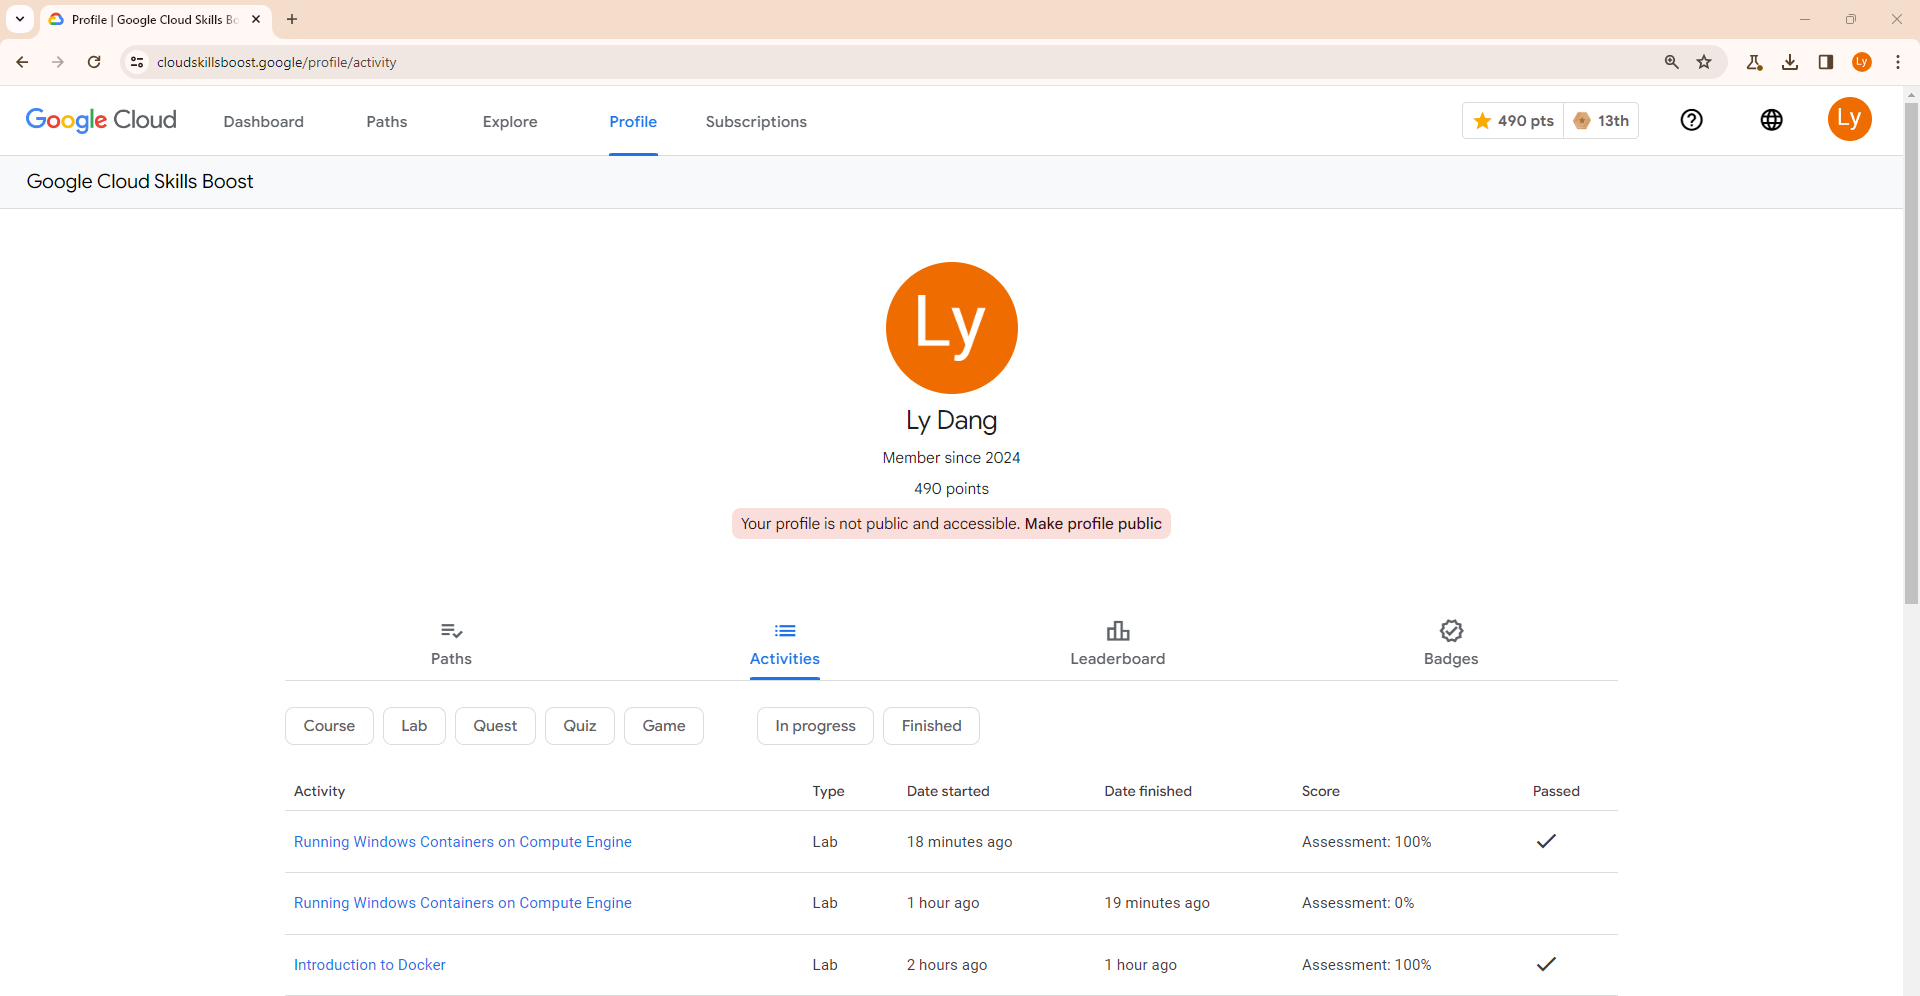 Profile | Google Cloud Skills Bo
cloudskillsboost.google/profile/activity
Ly
Google Cloud
Dashboard
Paths
Explore
Profile
Subscriptions
490 pts
13th
Ly
Google Cloud Skills Boost
Ly
Ly Dang
Member since 2024
490 points
Your profile is not public and accessible. Make profile public
Paths
Activities
Leaderboard
Badges
Course
Lab
Quest
Quiz
Game
In progress
Finished
Activity Type Date started Date finished Score Passed
Running Windows Containers on Compute Engine Lab 18 minutes ago Assessment: 100%
Running Windows Containers on Compute Engine Lab 1 hour ago 19 minutes ago Assessment: 0%
Introduction to Docker Lab 2 hours ago 1 hour ago Assessment: 100%